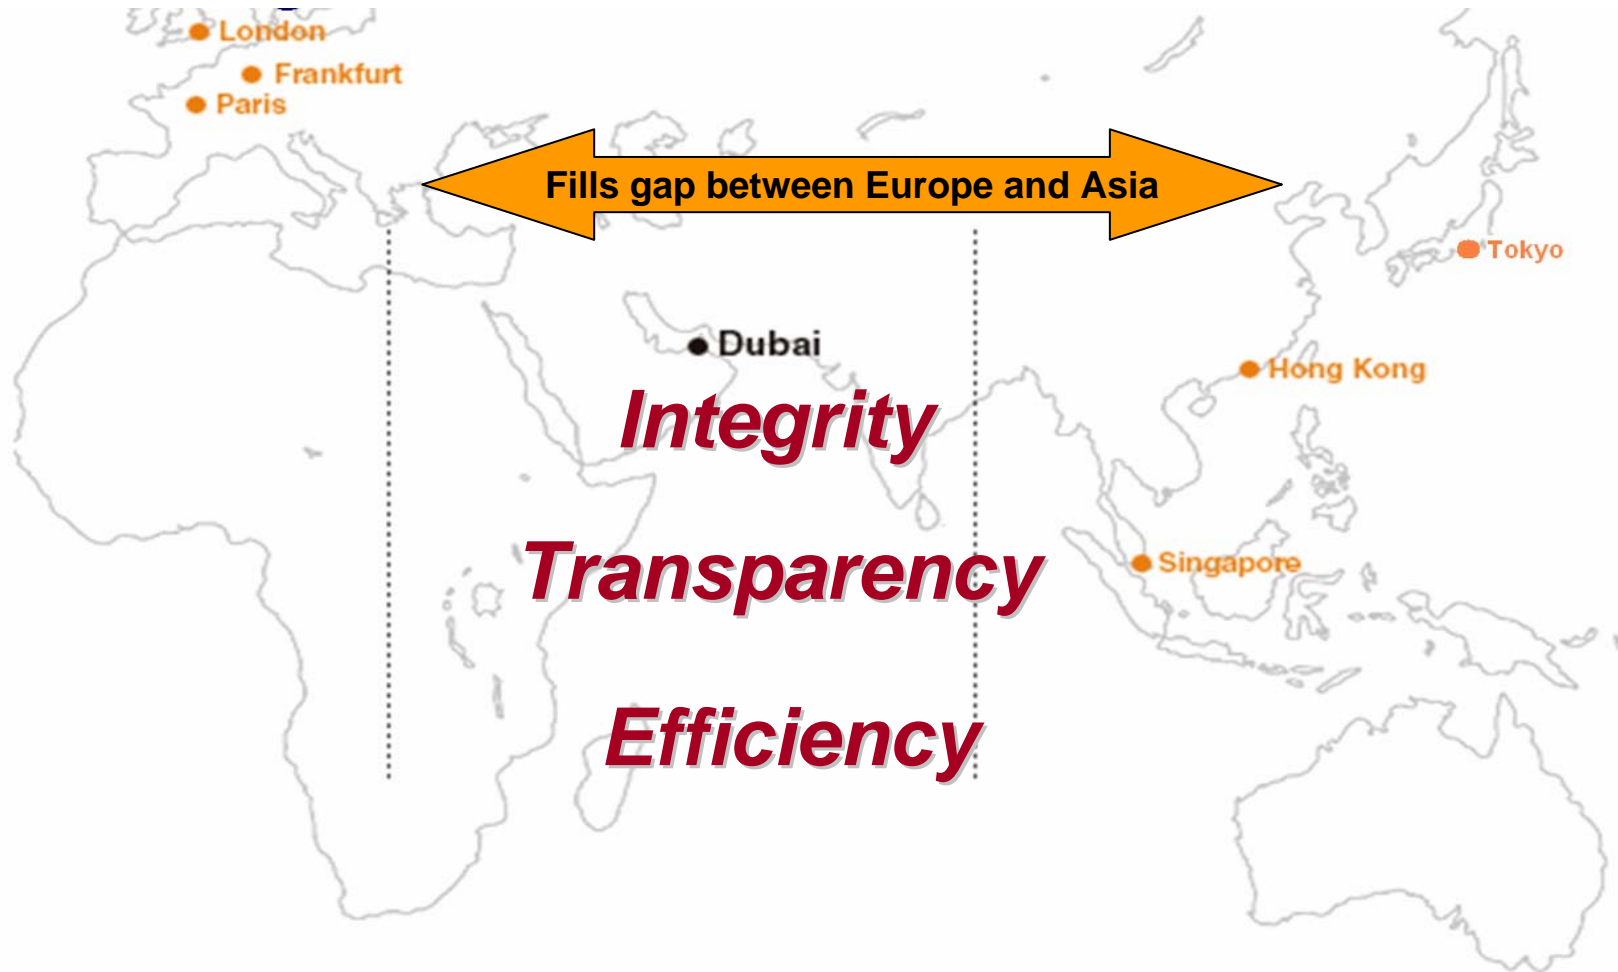 London
Frankfurt
Paris
Fills gap between Europe and Asia
Tokyo
Dubai
Hong Kong
Integrity
Transparency
Singapore
Efficiency